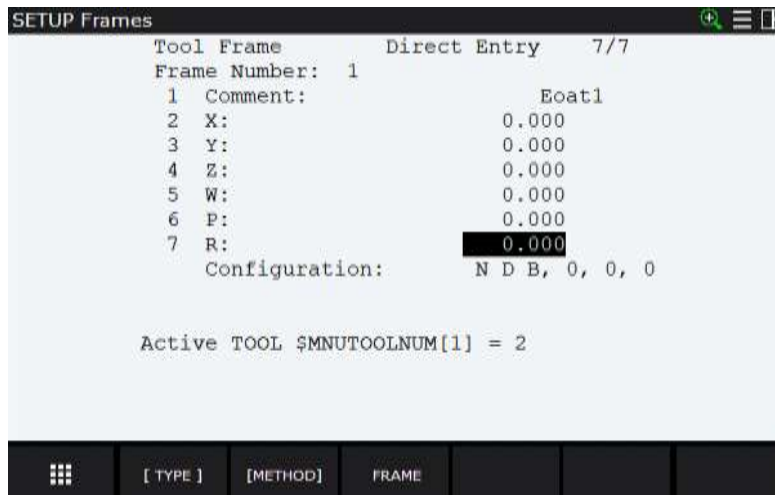 SETUP Frames
Tool Frame Direct Entry 7/7
Frame Number: 1
1 Comment: Eoat1
2 X: 0.000
3 Y: 0.000
4 Z: 0.000
5 W: 0.000
6 P: 0.000
7 R: 0.000
Configuration: N D B, 0, 0, 0
Active TOOL $MNUTOOLNUM[1] = 2
[ TYPE ] [METHOD] FRAME